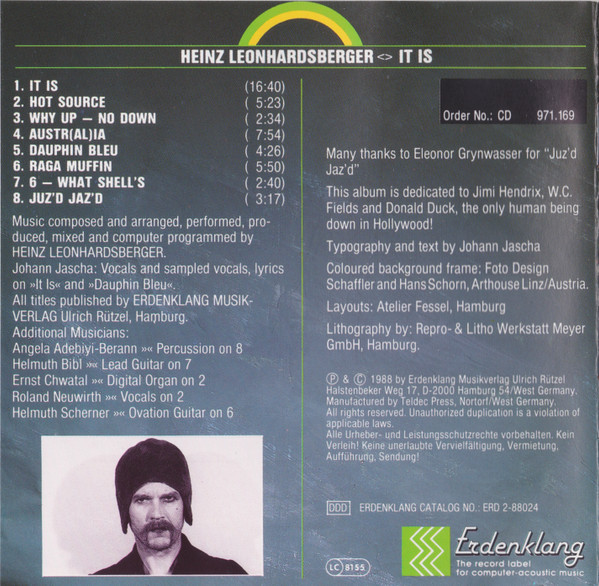 HEINZ LEONHARDSBERGER <> IT IS
1. IT IS (16:40)
2. HOT SOURCE ( 5:23)
3. WHY UP – NO DOWN ( 2:34)
4. AUSTR(AL)IA ( 7:54)
5. DAUPHIN BLEU ( 4:26)
6. RAGA MUFFIN ( 5:50)
7. 6 – WHAT SHELL'S ( 2:40)
8. JUZ'D JAZ'D ( 3:17)
Music composed and arranged, performed, pro-
duced, mixed and computer programmed by
HEINZ LEONHARDSBERGER.
Johann Jascha: Vocals and sampled vocals, lyrics
on »It Is« and »Dauphin Bleu«.
All titles published by ERDENKLANG MUSIK-
VERLAG Ulrich Rützel, Hamburg.
Additional Musicians:
Angela Adebiyi-Berann »« Percussion on 8
Helmuth Bibl »« Lead Guitar on 7
Ernst Chwatal »« Digital Organ on 2
Roland Neuwirth »« Vocals on 2
Helmuth Scherner »« Ovation Guitar on 6
Order No.: CD 971.169
Many thanks to Eleonor Grynwasser for "Juz'd
Jaz'd"
This album is dedicated to Jimi Hendrix, W.C.
Fields and Donald Duck, the only human being
down in Hollywood!
Typography and text by Johann Jascha
Coloured background frame: Foto Design
Schaffler and Hans Schorn, Arthouse Linz/Austria.
Layouts: Atelier Fessel, Hamburg
Lithography by: Repro- & Litho Werkstatt Meyer
GmbH, Hamburg.
Ⓟ & © 1988 by Erdenklang Musikverlag Ulrich Rützel
Halstenbeker Weg 17, D-2000 Hamburg 54/West Germany.
Manufactured by Teldec Press, Nortorf/West Germany.
All rights reserved. Unauthorized duplication is a violation of
applicable laws.
Alle Urheber- und Leistungsschutzrechte vorbehalten. Kein
Verleih! Keine unerlaubte Vervielfältigung, Vermietung,
Aufführung, Sendung!
DDD ERDENKLANG CATALOG NO.: ERD 2-88024
LC 8155
Erdenklang
The record label
for computer-acoustic music